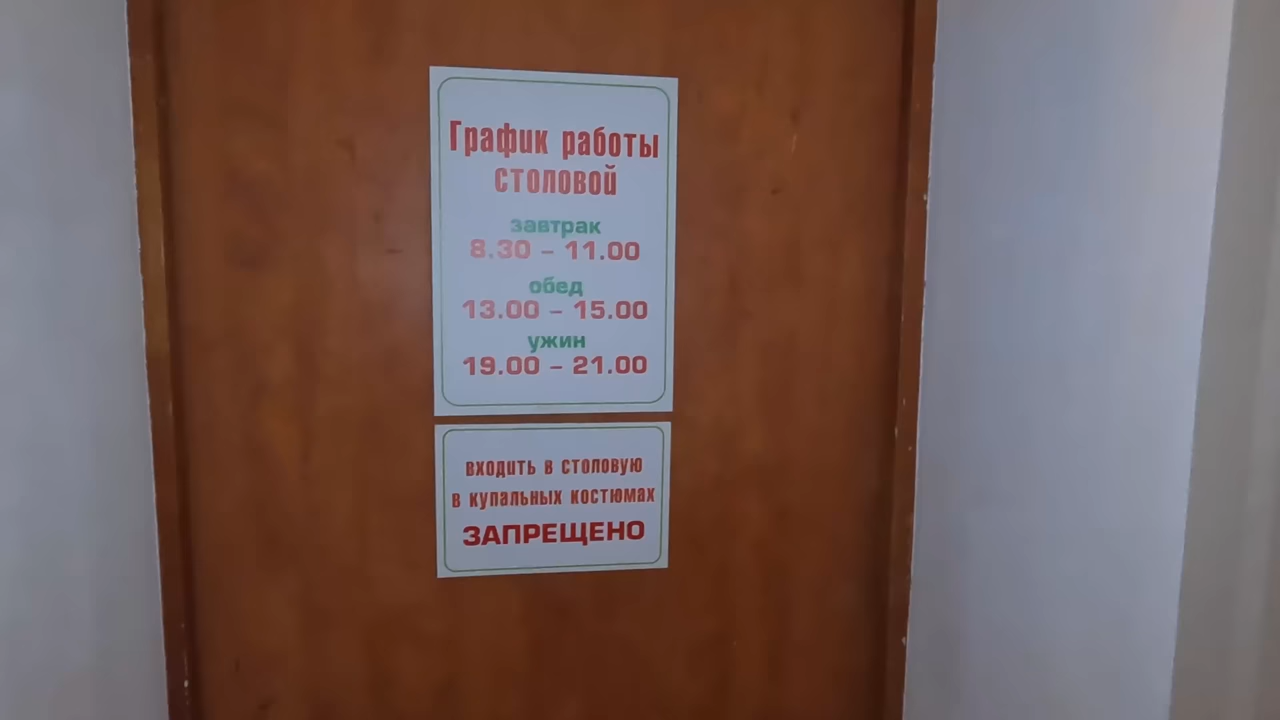 График работы
столовой
завтрак
8.30 – 11.00
обед
13.00 – 15.00
ужин
19.00 – 21.00
входить в столовую
в купальных костюмах
ЗАПРЕЩЕНО